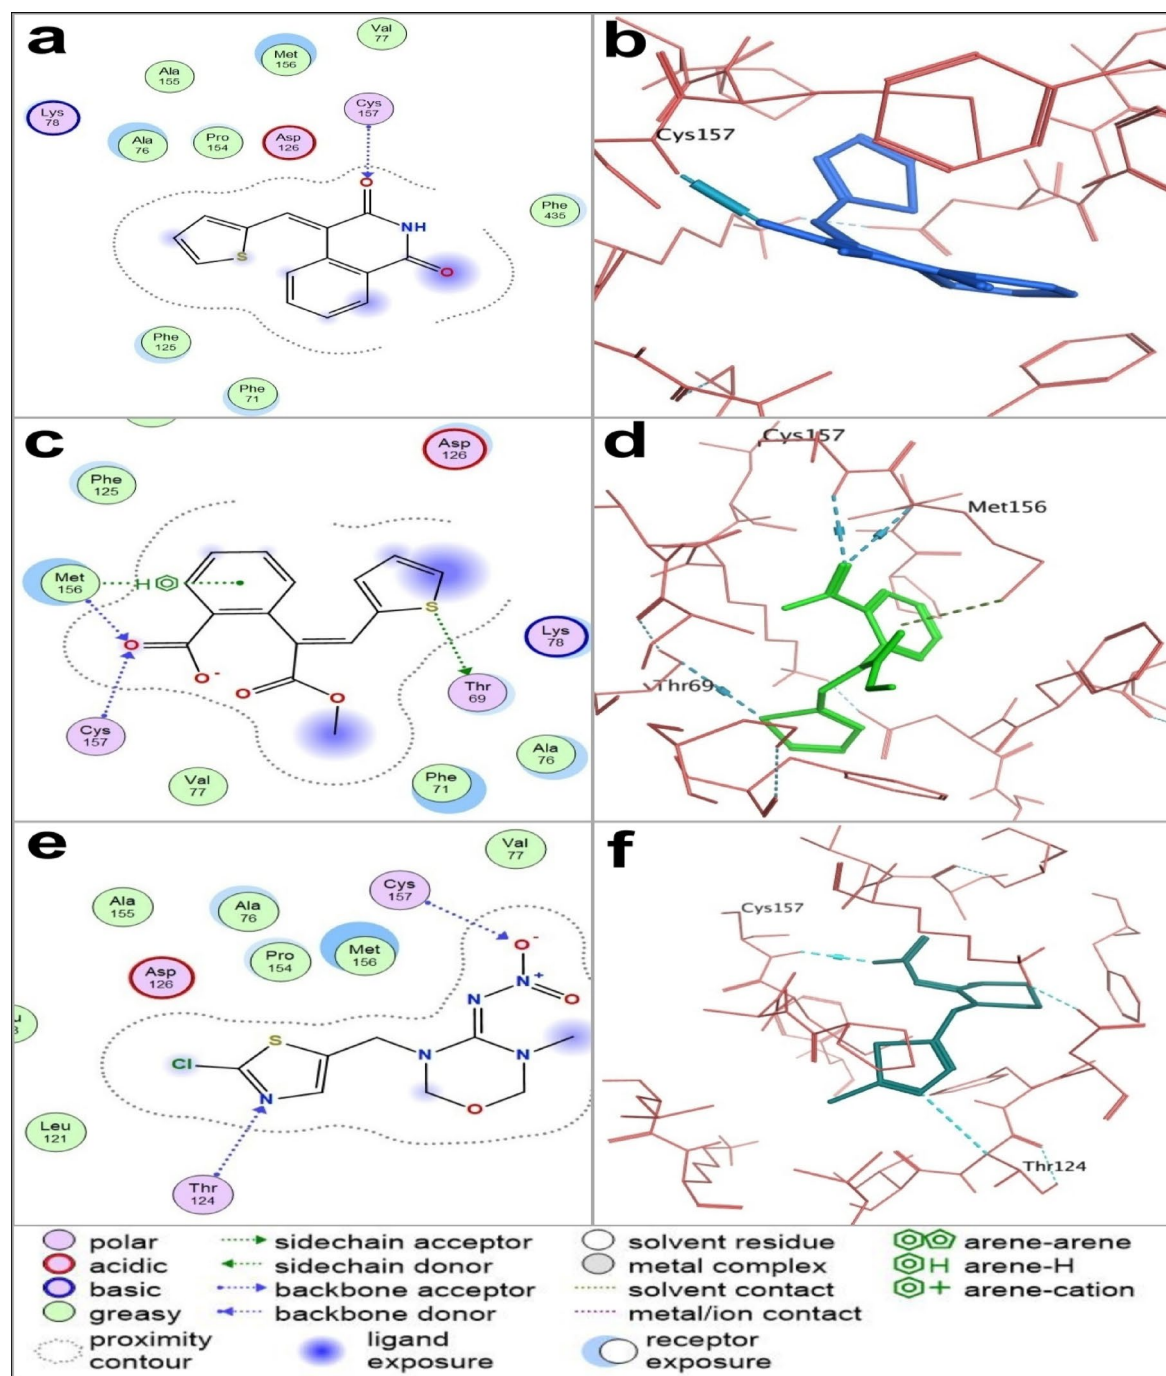 a
Val
77
Met
156
Ala
155
Cys
157
Lys
78
Ala
76
Pro
154
Asp
126
O
Phe
435
NH
S
O
Phe
125
Phe
71
b
Cys157
c
Asp
126
Phe
125
Met
156
H
S
O
O-
O
O
Lys
78
Thr
69
Cys
157
Val
77
Phe
71
Ala
76
d
Cys157
Met156
Thr69
e
Val
77
Cys
157
Ala
155
Ala
76
Pro
154
Met
156
Asp
126
O-
N+
N
O
S
Cl
N
N
N
O
Leu
121
Thr
124
f
Cys157
Thr124
polar sidechain acceptor solvent residue arene-arene
acidic sidechain donor metal complex H arene-H
basic backbone acceptor solvent contact + arene-cation
greasy backbone donor metal/ion contact
proximity contour ligand exposure receptor exposure